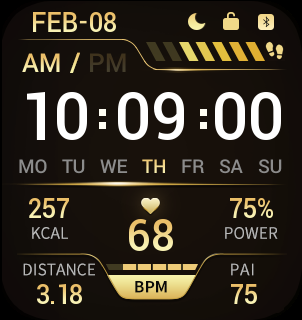 FEB-08
AM / PM
10:09:00
MO TU WE TH FR SA SU
257
KCAL
68
75%
POWER
DISTANCE
3.18
BPM
PAI
75